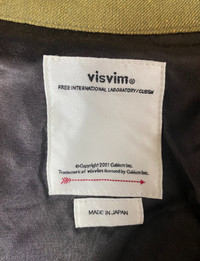 visvim®
FREE INTERNATIONAL LABORATORY/CUBISM
©Copyright 2001 Cubism Inc.
Trademark of visvim licensed by Cubism Inc.
MADE IN JAPAN